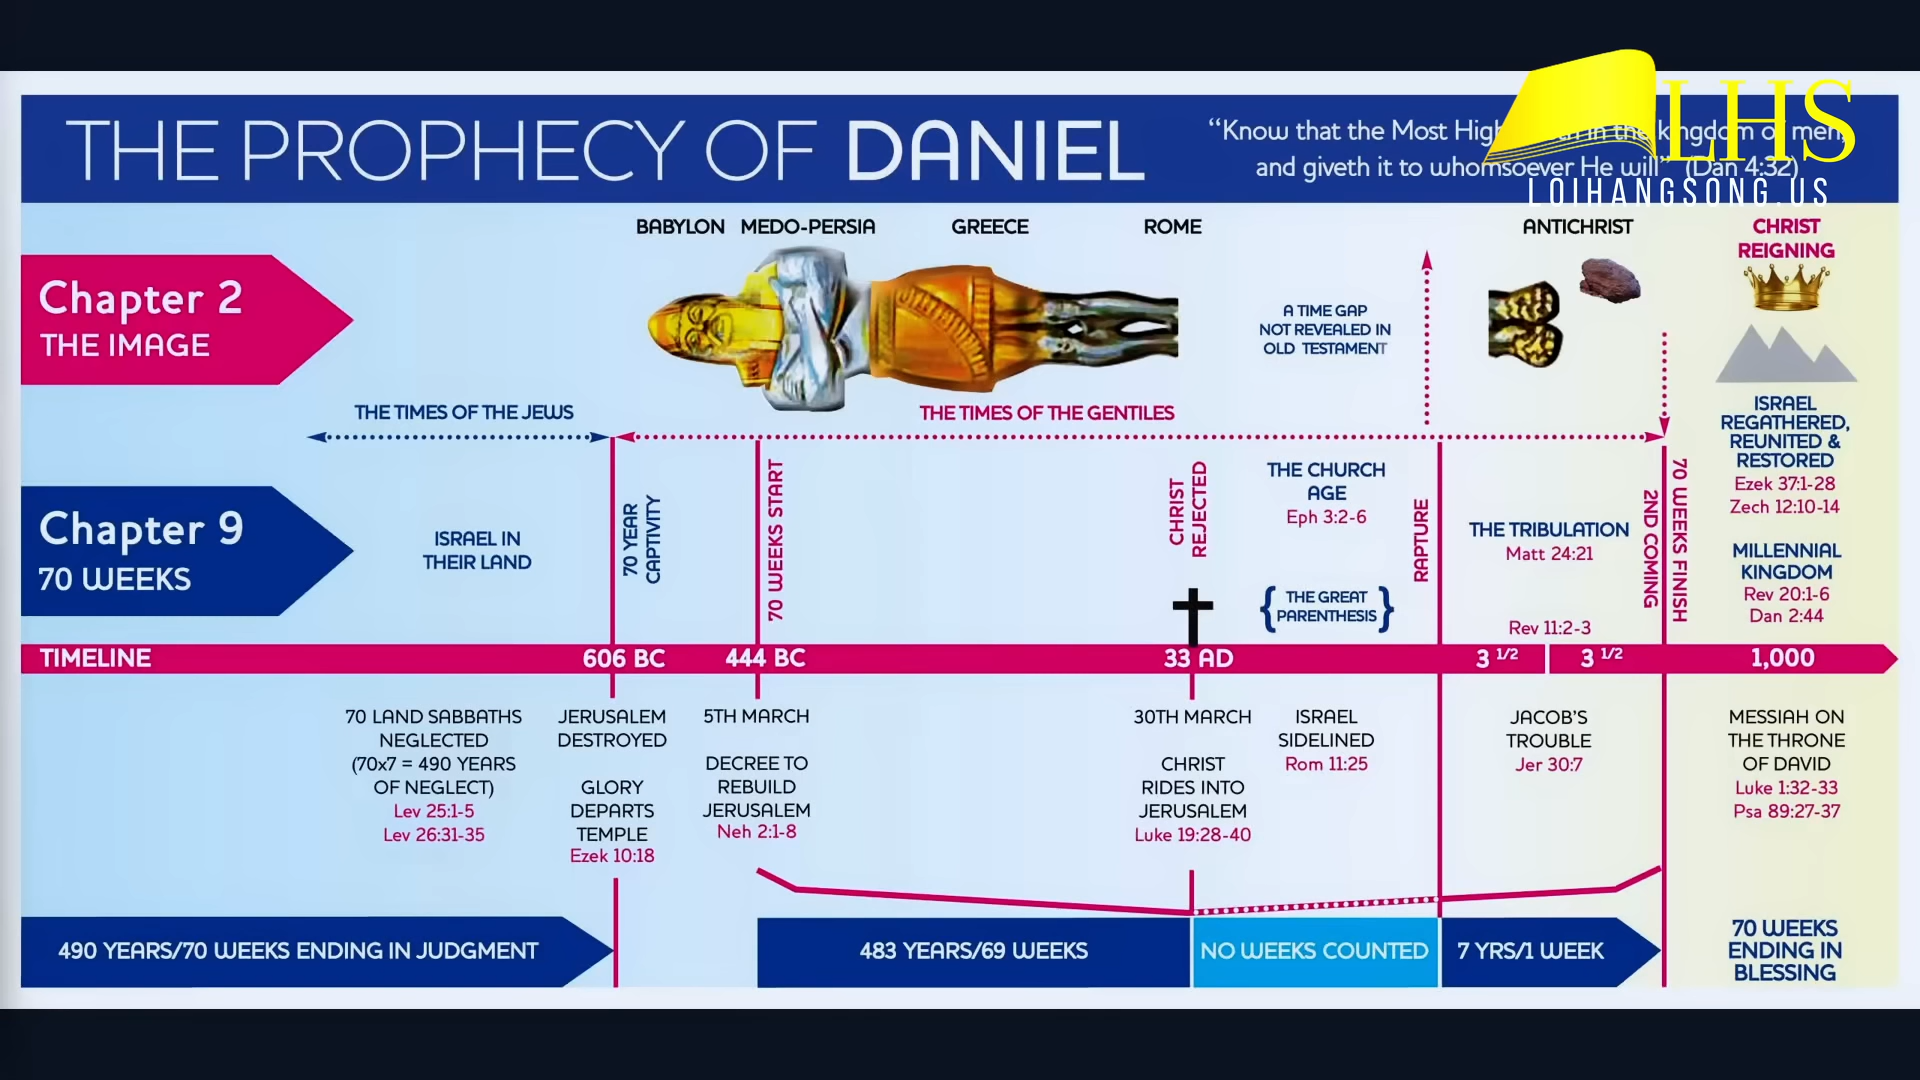 THE PROPHECY OF DANIEL
"Know that the Most High in the kingdom of men,
and giveth it to whomsoever He will" (Dan 4:32)
LHS
LOIHANGSONG.US
BABYLON
MEDO-PERSIA
GREECE
ROME
ANTICHRIST
CHRIST
REIGNING
Chapter 2
THE IMAGE
A TIME GAP
NOT REVEALED IN
OLD TESTAMENT
THE TIMES OF THE JEWS
THE TIMES OF THE GENTILES
ISRAEL
REGATHERED,
REUNITED &
RESTORED
Ezek 37:1-28
Zech 12:10-14
Chapter 9
70 WEEKS
ISRAEL IN
THEIR LAND
70 YEAR
CAPTIVITY
70 WEEKS START
CHRIST
REJECTED
THE CHURCH
AGE
Eph 3:2-6
{THE GREAT
PARENTHESIS}
RAPTURE
THE TRIBULATION
Matt 24:21
Rev 11:2-3
2ND COMING
70 WEEKS FINISH
MILLENNIAL
KINGDOM
Rev 20:1-6
Dan 2:44
TIMELINE
606 BC
444 BC
33 AD
3 1/2
3 1/2
1,000
70 LAND SABBATHS
NEGLECTED
(70x7 = 490 YEARS
OF NEGLECT)
Lev 25:1-5
Lev 26:31-35
JERUSALEM
DESTROYED
GLORY
DEPARTS
TEMPLE
Ezek 10:18
5TH MARCH
DECREE TO
REBUILD
JERUSALEM
Neh 2:1-8
30TH MARCH
CHRIST
RIDES INTO
JERUSALEM
Luke 19:28-40
ISRAEL
SIDELINED
Rom 11:25
JACOB'S
TROUBLE
Jer 30:7
MESSIAH ON
THE THRONE
OF DAVID
Luke 1:32-33
Psa 89:27-37
490 YEARS/70 WEEKS ENDING IN JUDGMENT
483 YEARS/69 WEEKS
NO WEEKS COUNTED
7 YRS/1 WEEK
70 WEEKS
ENDING IN
BLESSING